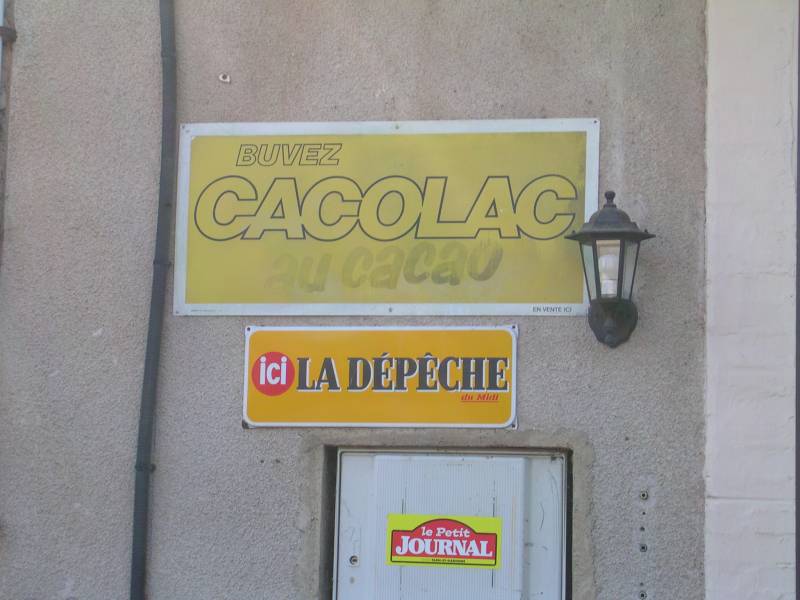 BUVEZ
CACOLAC
au cacao
EN VENTE ICI
ici LA DÉPÊCHE
du Midi
le Petit
JOURNAL